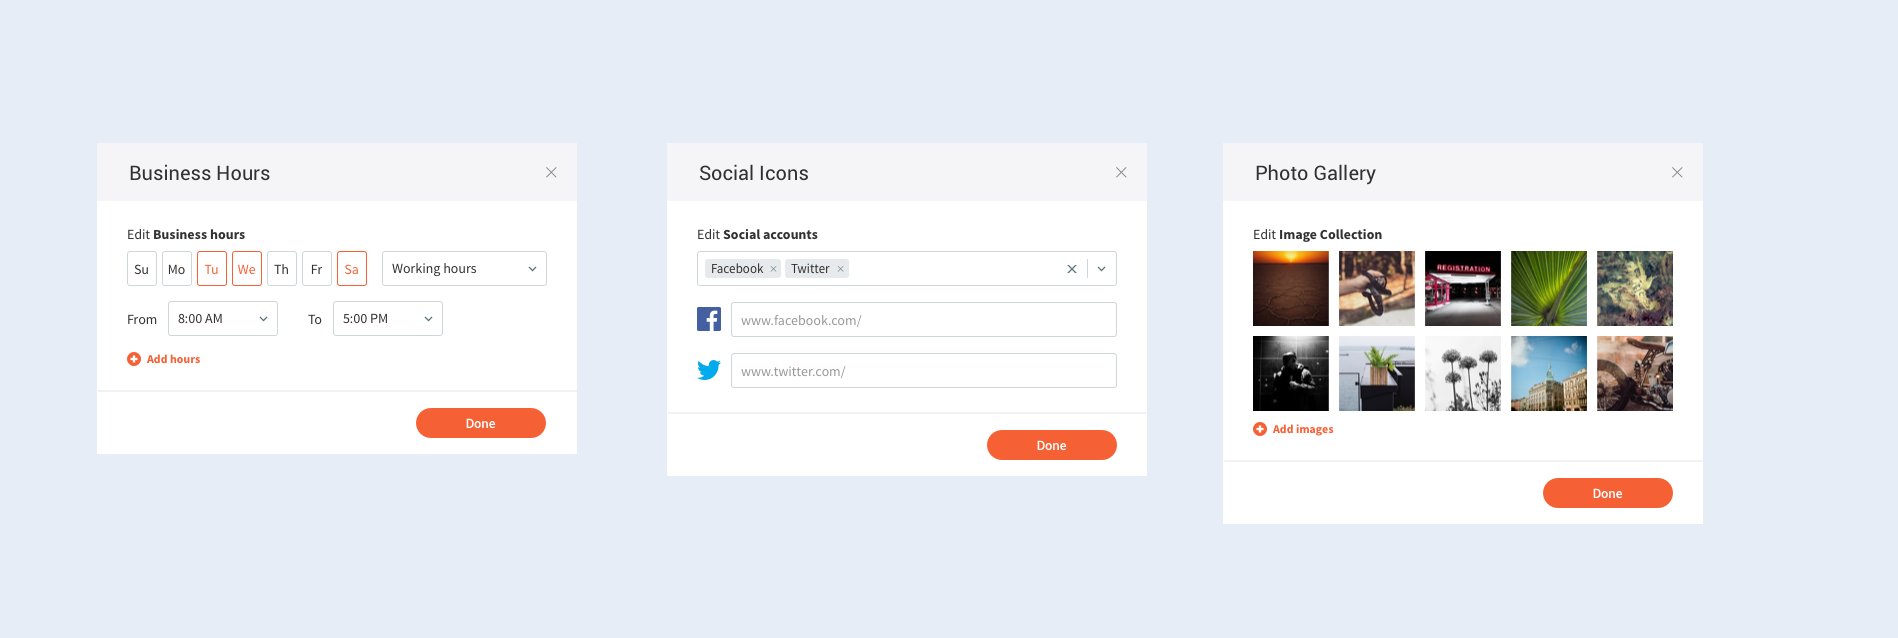 Business Hours
Edit Business hours
Su Mo Tu We Th Fr Sa Working hours
From 8:00 AM To 5:00 PM
Add hours
Done
Social Icons
Edit Social accounts
Facebook × Twitter ×
www.facebook.com/
www.twitter.com/
Done
Photo Gallery
Edit Image Collection
REGISTRATION
Add images
Done